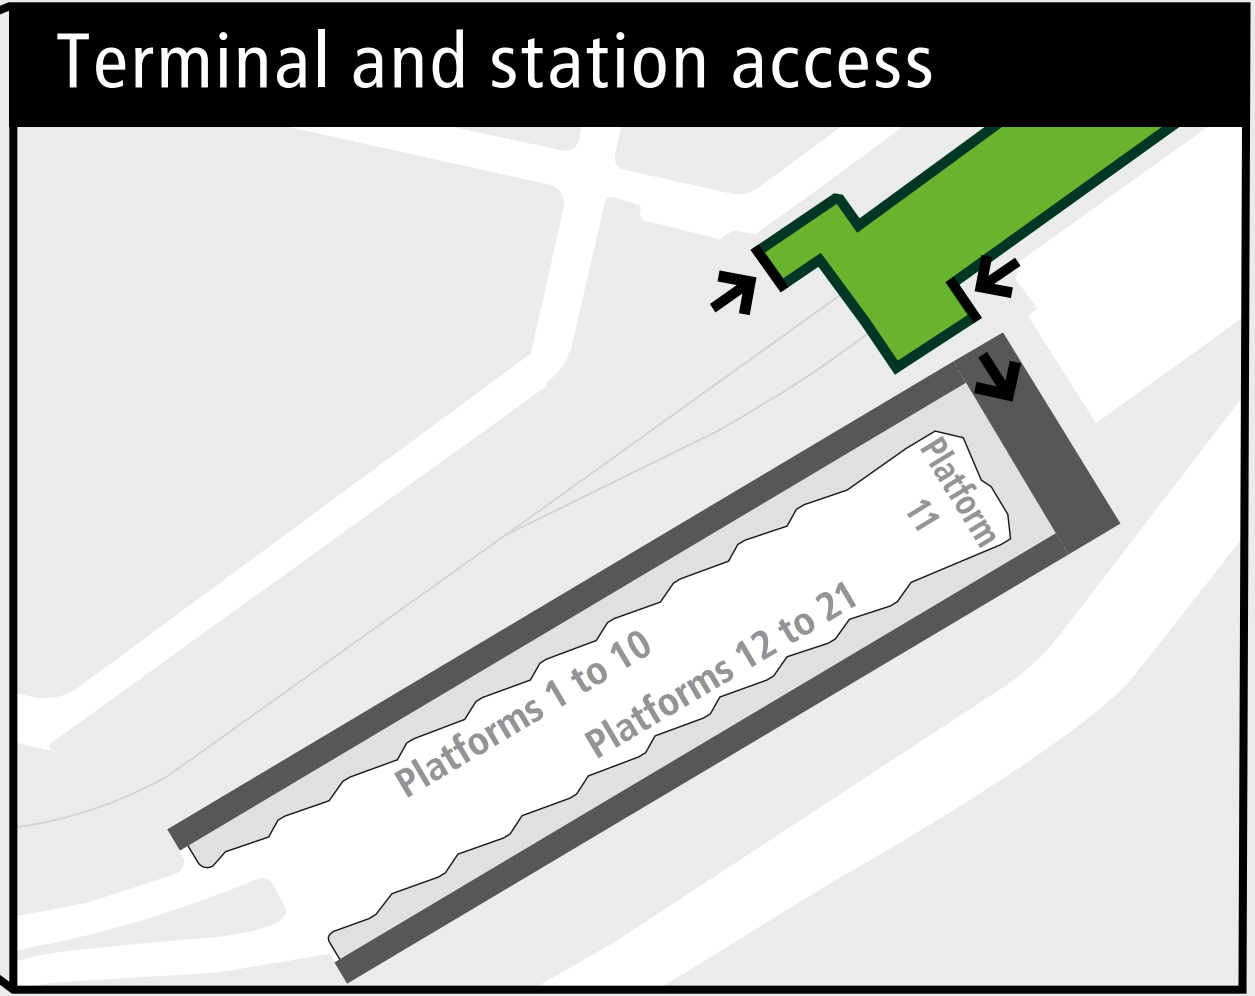 Terminal and station access
Platform
11
Platforms 1 to 10
Platforms 12 to 21